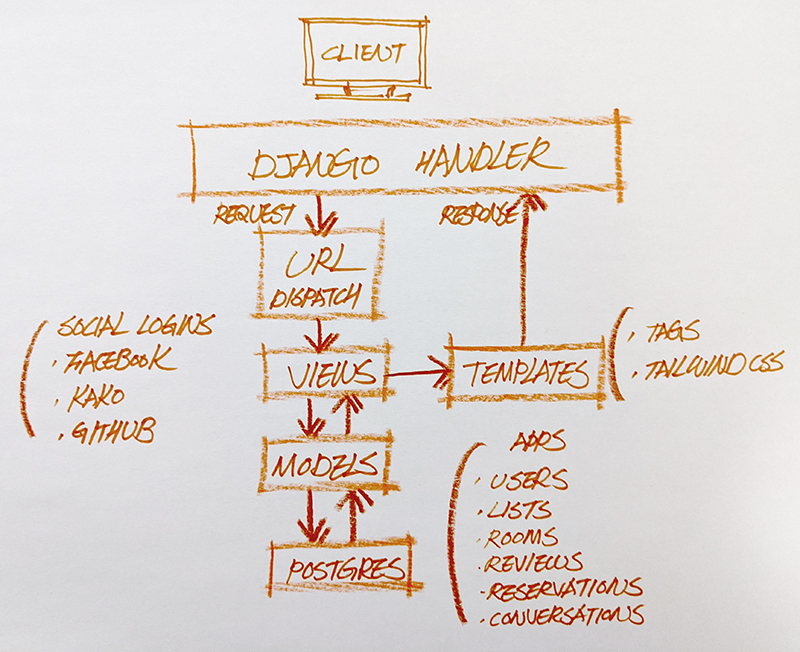 CLIENT
DJANGO HANDLER
REQUEST
RESPONSE
URL
DISPATCH
SOCIAL LOGINS
· FACEBOOK
· KAKO
· GITHUB
VIEWS
TEMPLATES
· TAGS
· TAILWIND CSS
MODELS
POSTGRES
APPS
· USERS
· LISTS
· ROOMS
· REVIEWS
· RESERVATIONS
· CONVERSATIONS